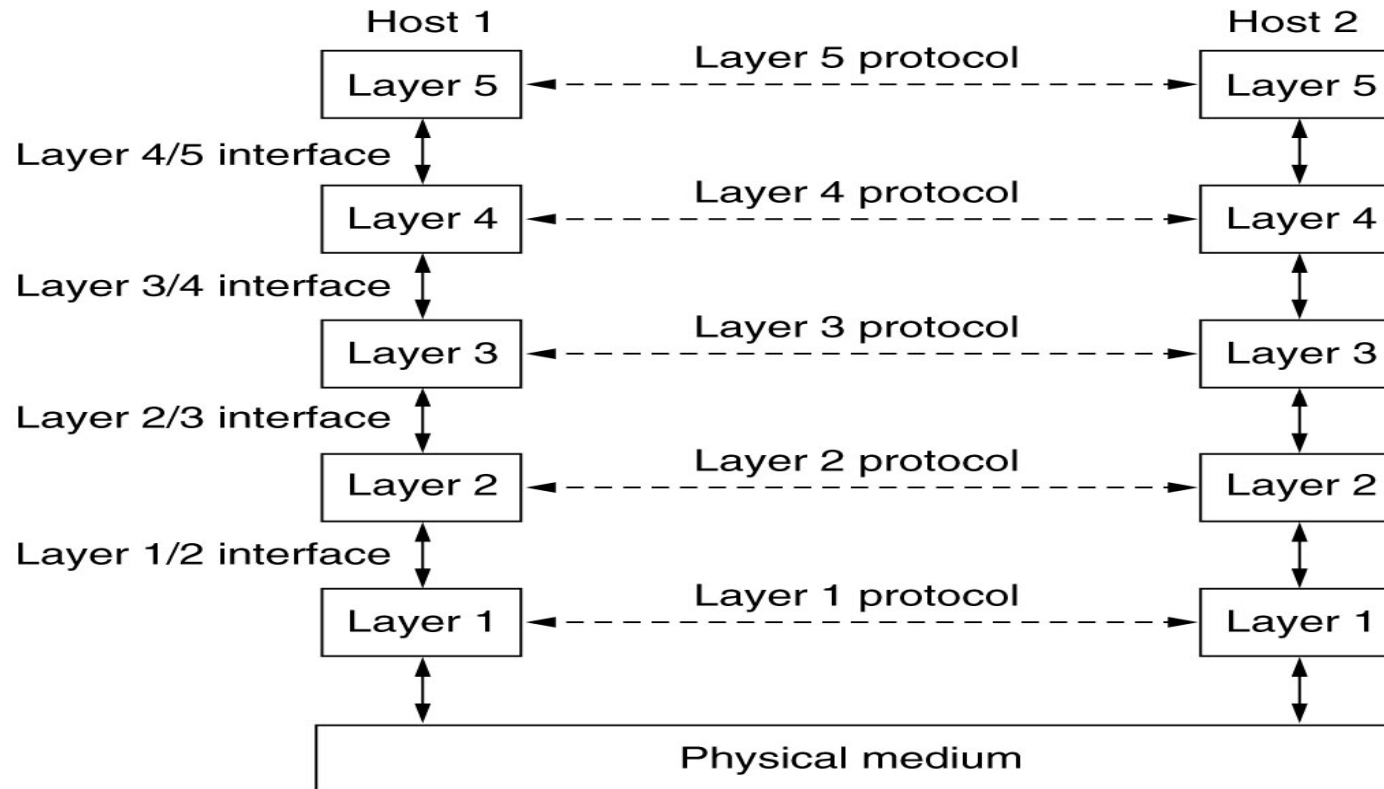 Host 1
Host 2
Layer 5
Layer 5 protocol
Layer 5
Layer 4/5 interface
Layer 4
Layer 4 protocol
Layer 4
Layer 3/4 interface
Layer 3
Layer 3 protocol
Layer 3
Layer 2/3 interface
Layer 2
Layer 2 protocol
Layer 2
Layer 1/2 interface
Layer 1
Layer 1 protocol
Layer 1
Physical medium